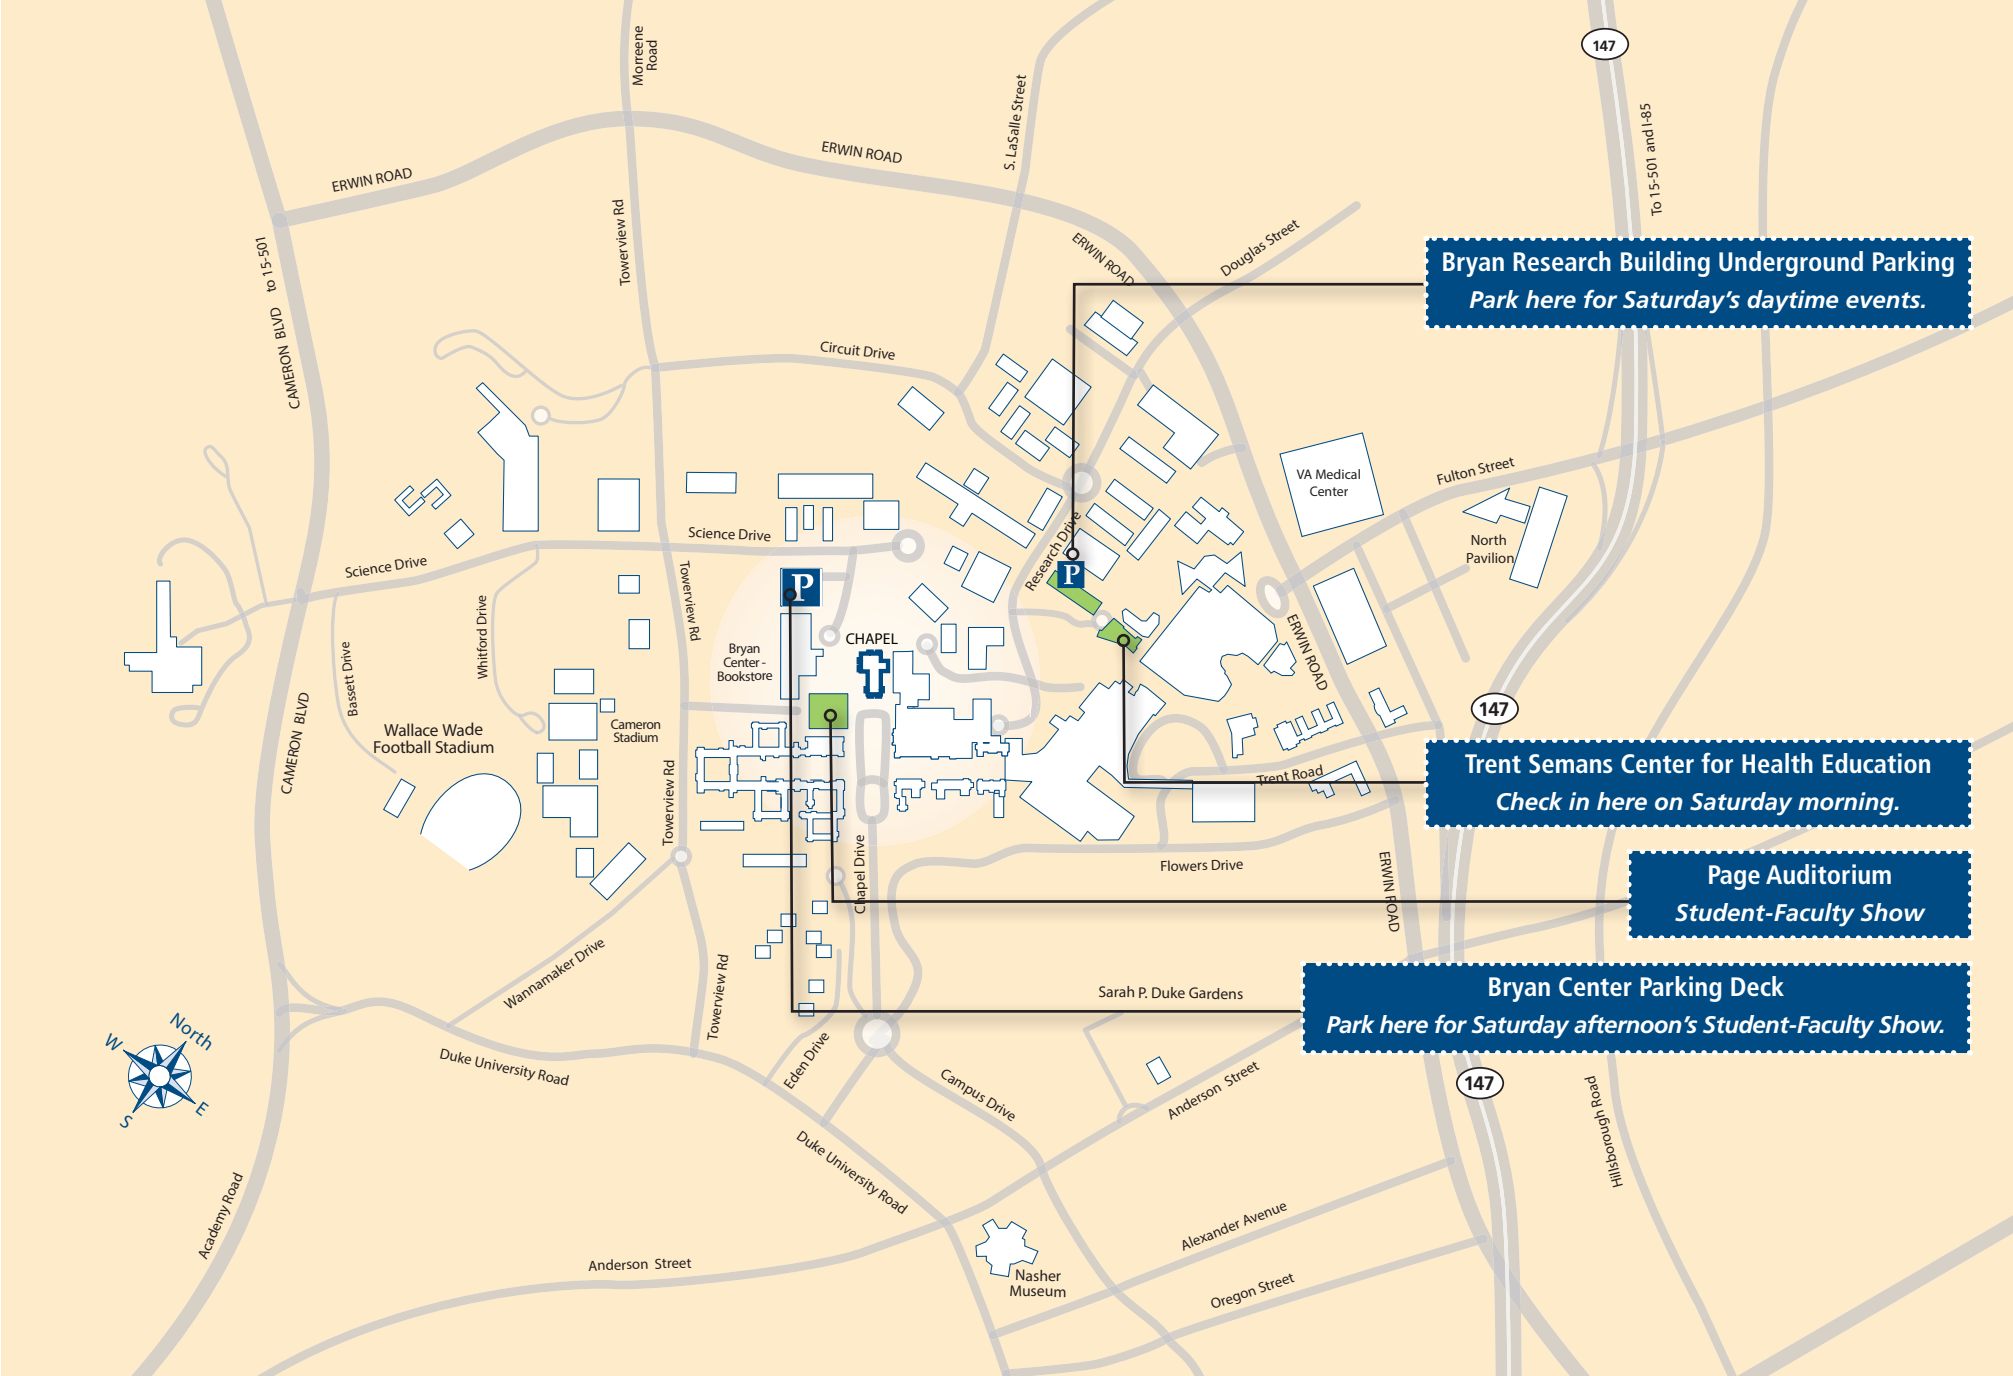 147
Morreene
Road
To 15-501 and I-85
S. LaSalle Street
ERWIN ROAD
ERWIN ROAD
Towerview Rd
ERWIN ROAD
Douglas Street
CAMERON BLVD to 15-501
Bryan Research Building Underground Parking
Park here for Saturday’s daytime events.
Circuit Drive
VA Medical
Center
Fulton Street
North
Pavilion
Science Drive
Science Drive
Research Drive
P
P
Towerview Rd
Whitford Drive
Bassett Drive
CHAPEL
Bryan
Center -
Bookstore
ERWIN ROAD
CAMERON BLVD
Wallace Wade
Football Stadium
Cameron
Stadium
147
Towerview Rd
Trent Road
Trent Semans Center for Health Education
Check in here on Saturday morning.
Chapel Drive
Flowers Drive
ERWIN ROAD
Page Auditorium
Student-Faculty Show
Wannamaker Drive
Towerview Rd
Sarah P. Duke Gardens
Bryan Center Parking Deck
Park here for Saturday afternoon’s Student-Faculty Show.
North
W
S
E
Duke University Road
Eden Drive
Campus Drive
Anderson Street
147
Hillsborough Road
Duke University Road
Academy Road
Alexander Avenue
Anderson Street
Nasher
Museum
Oregon Street